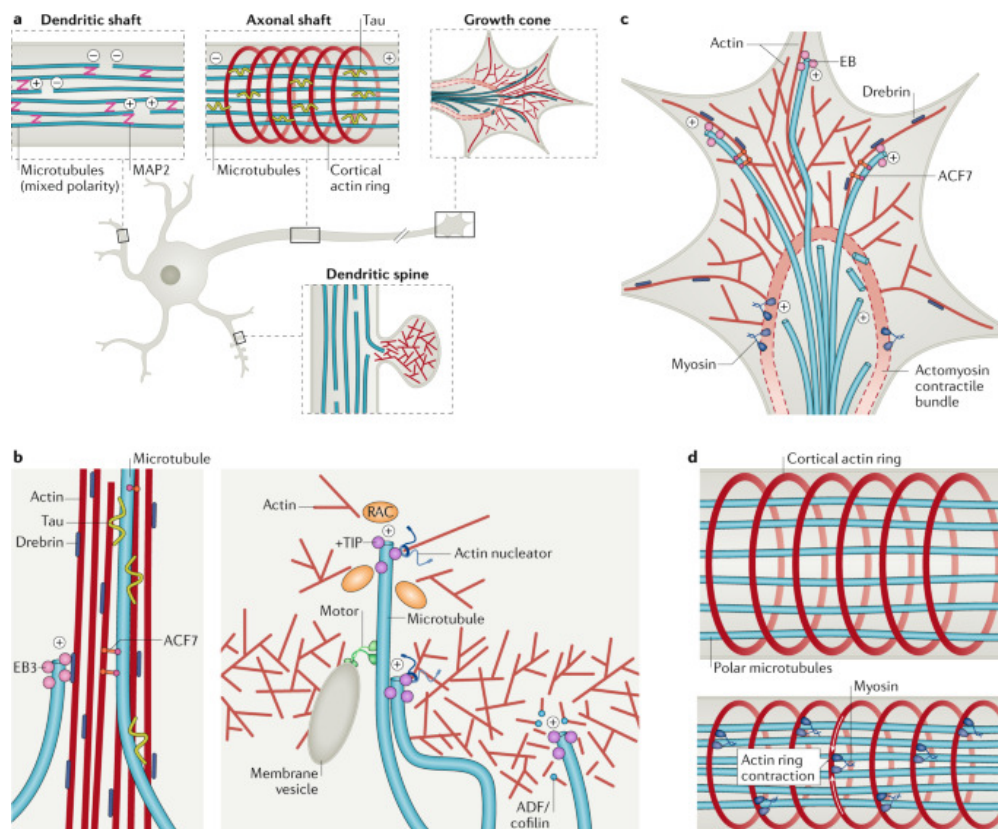 a
Dendritic shaft
Axonal shaft
Tau
Growth cone
− −
+ −
+ +
− +
Microtubules
(mixed polarity)
MAP2
Microtubules
Cortical
actin ring
Dendritic spine
c
Actin
EB
+
Drebrin
+
+
ACF7
+
+
Myosin
Actomyosin
contractile
bundle
b
Microtubule
Actin
Tau
Drebrin
+
EB3
ACF7
Actin
RAC
+
+TIP
Actin nucleator
Motor
Microtubule
+
+
Membrane
vesicle
ADF/
cofilin
d
Cortical actin ring
Polar microtubules
Myosin
Actin ring
contraction